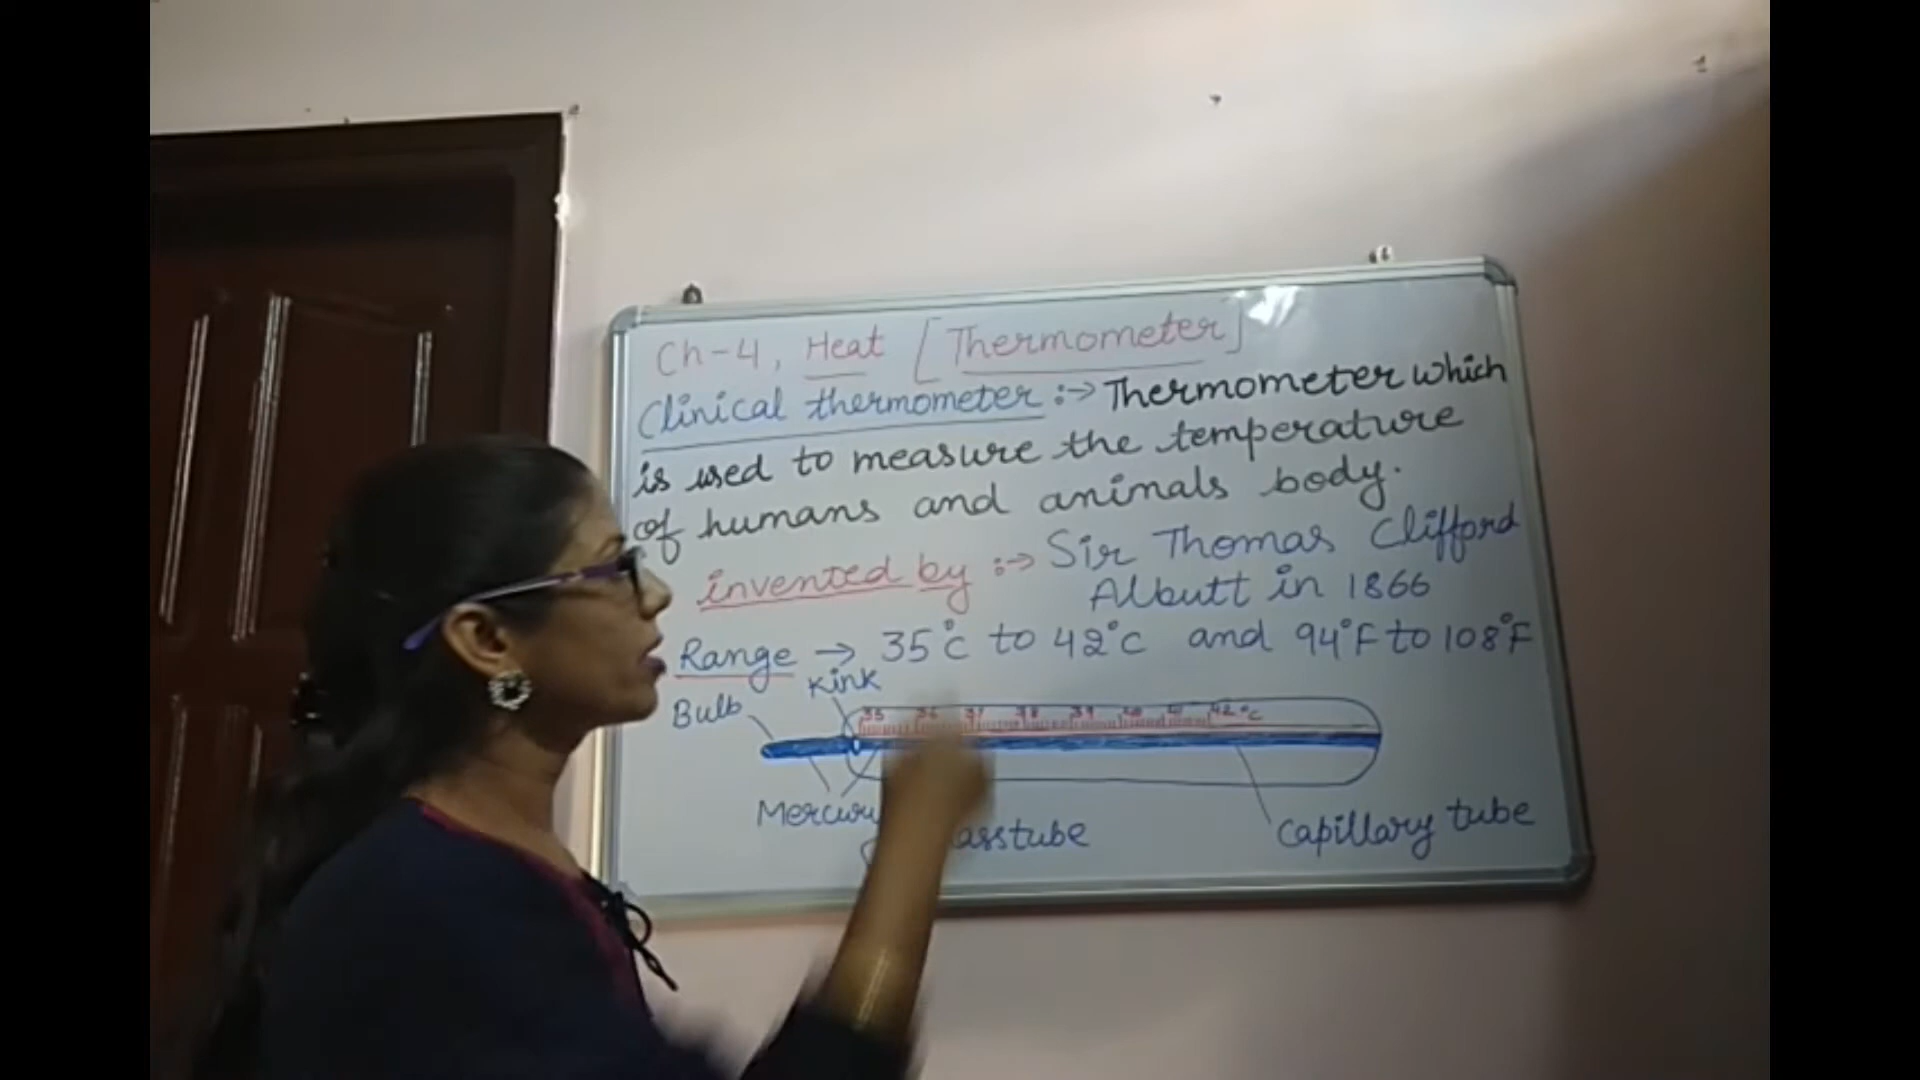 Ch-4, Heat [Thermometer]
Clinical thermometer :-> Thermometer which
is used to measure the temperature
of humans and animals body.
invented by :-> Sir Thomas Clifford
Albutt in 1866
Range → 35°C to 42°C and 94°F to 108°F
Kink
Bulb
35 36 37 38 39 40 41 42°C
Mercury
asstube
Capillary tube